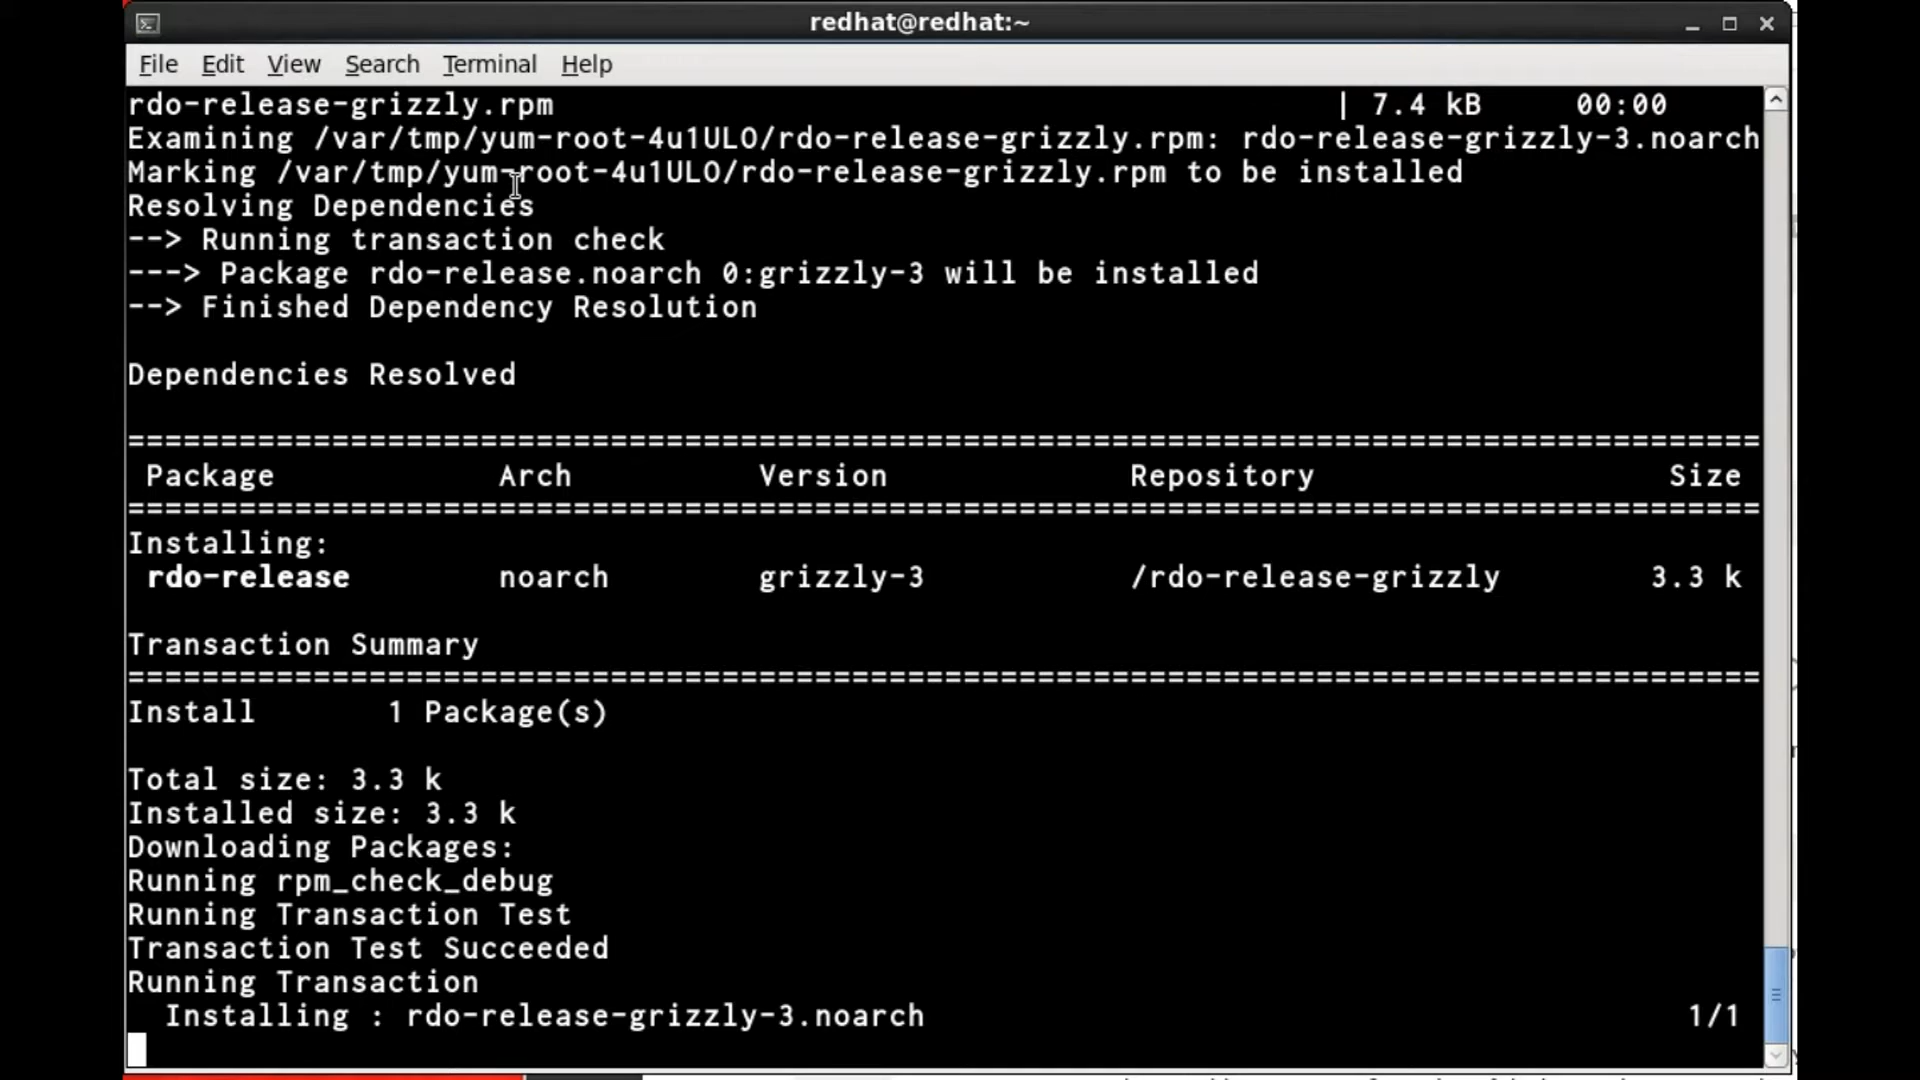 redhat@redhat:~
File Edit View Search Terminal Help
rdo-release-grizzly.rpm | 7.4 kB 00:00
Examining /var/tmp/yum-root-4u1ULO/rdo-release-grizzly.rpm: rdo-release-grizzly-3.noarch
Marking /var/tmp/yum-root-4u1ULO/rdo-release-grizzly.rpm to be installed
Resolving Dependencies
--> Running transaction check
---> Package rdo-release.noarch 0:grizzly-3 will be installed
--> Finished Dependency Resolution
Dependencies Resolved
========================================================================================
Package Arch Version Repository Size
========================================================================================
Installing:
rdo-release noarch grizzly-3 /rdo-release-grizzly 3.3 k
Transaction Summary
========================================================================================
Install 1 Package(s)
Total size: 3.3 k
Installed size: 3.3 k
Downloading Packages:
Running rpm_check_debug
Running Transaction Test
Transaction Test Succeeded
Running Transaction
Installing : rdo-release-grizzly-3.noarch 1/1